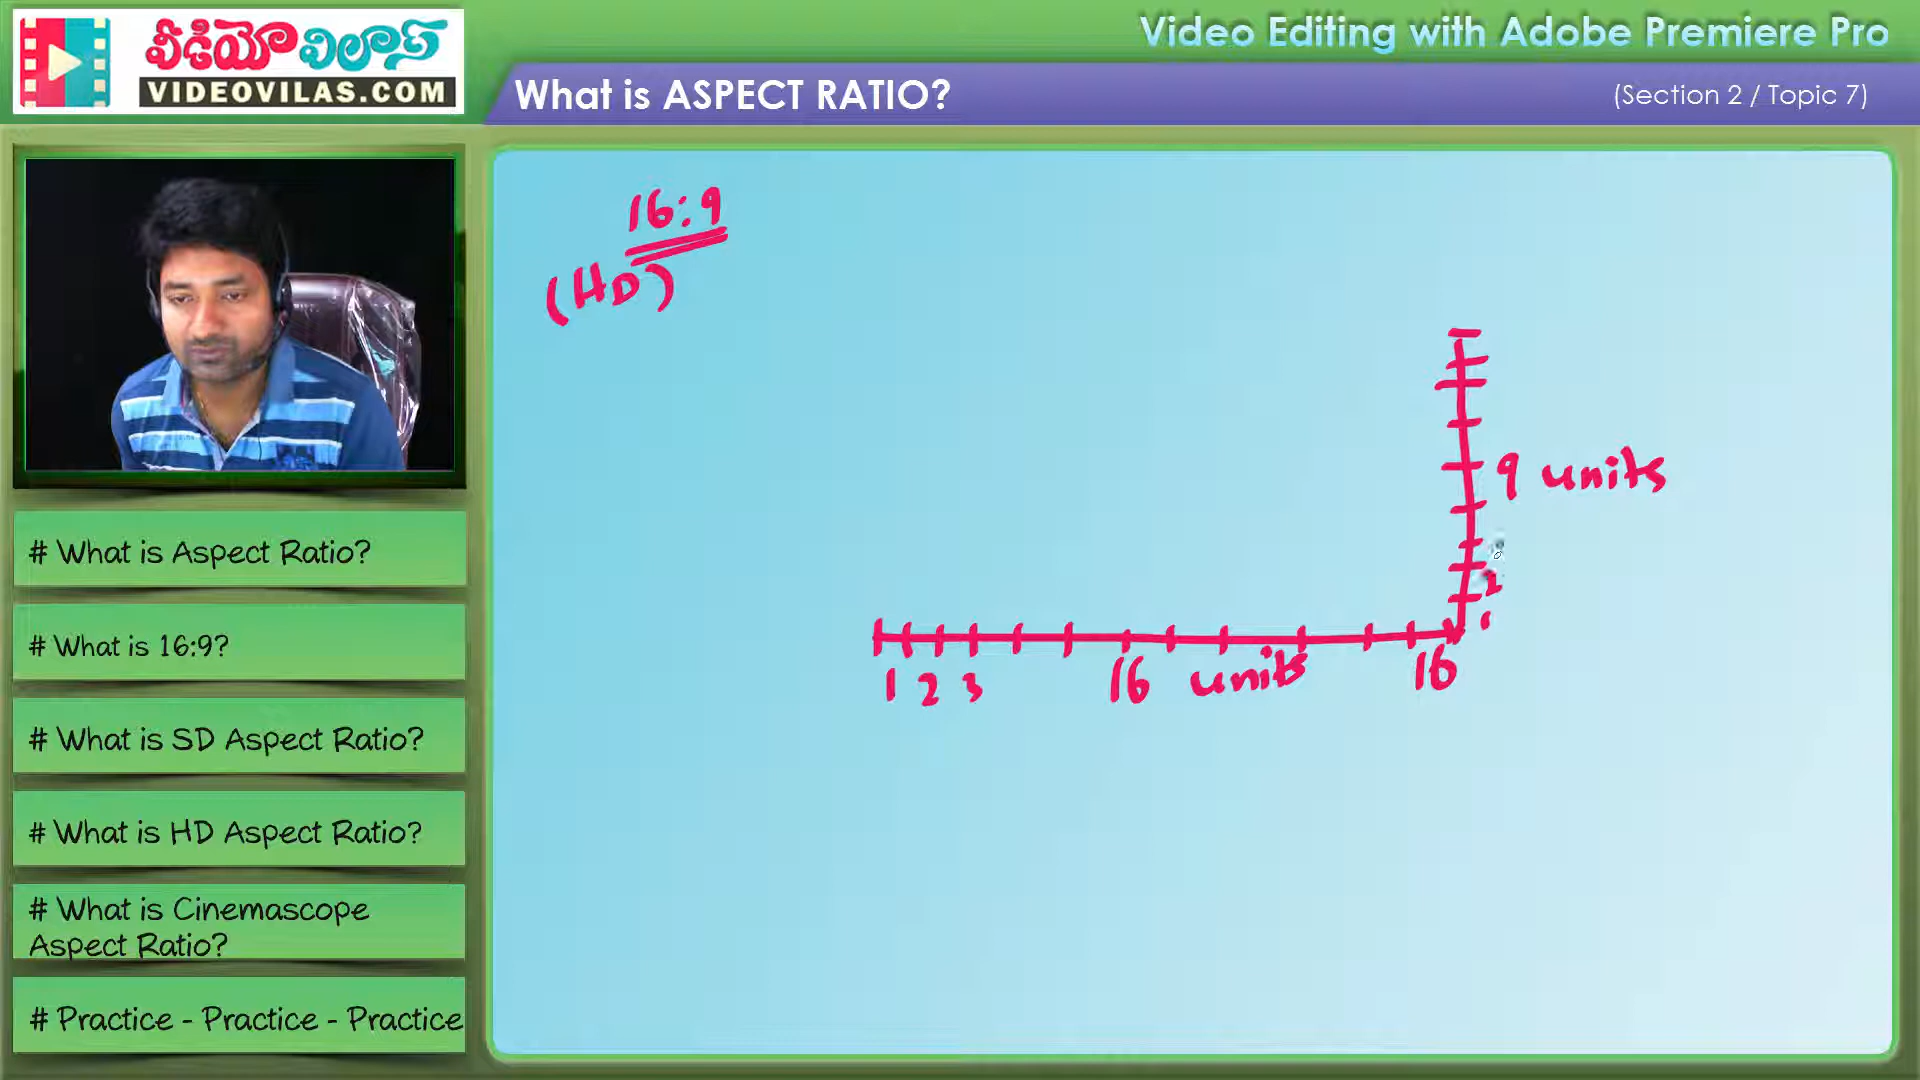 వీడియో విలాస్
VIDEOVILAS.COM
Video Editing with Adobe Premiere Pro
What is ASPECT RATIO?
(Section 2 / Topic 7)
# What is Aspect Ratio?
# What is 16:9?
# What is SD Aspect Ratio?
# What is HD Aspect Ratio?
# What is Cinemascope
Aspect Ratio?
# Practice - Practice - Practice
16:9
(HD)
9 units
2
1
1 2 3 16 units 16